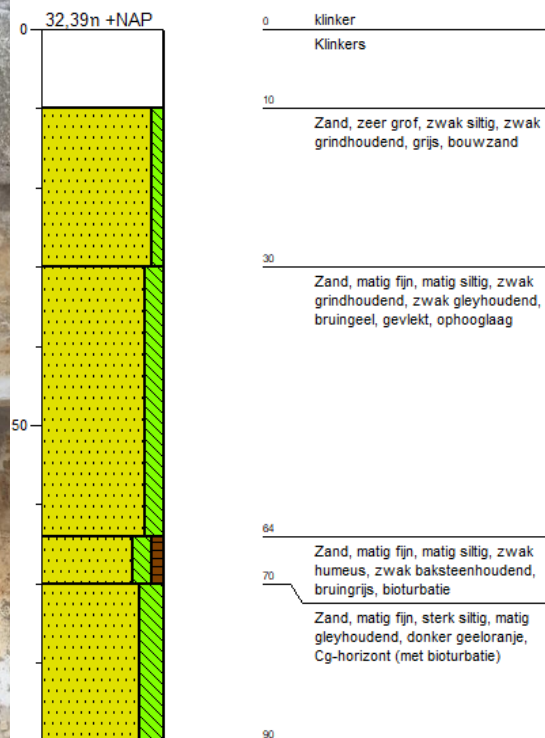 32,39n +NAP
0
50
0 klinker
Klinkers
10
Zand, zeer grof, zwak siltig, zwak
grindhoudend, grijs, bouwzand
30
Zand, matig fijn, matig siltig, zwak
grindhoudend, zwak gleyhoudend,
bruingeel, gevlekt, ophooglaag
64
Zand, matig fijn, matig siltig, zwak
humeus, zwak baksteenhoudend,
bruingrijs, bioturbatie
70
Zand, matig fijn, sterk siltig, matig
gleyhoudend, donker geeloranje,
Cg-horizont (met bioturbatie)
90